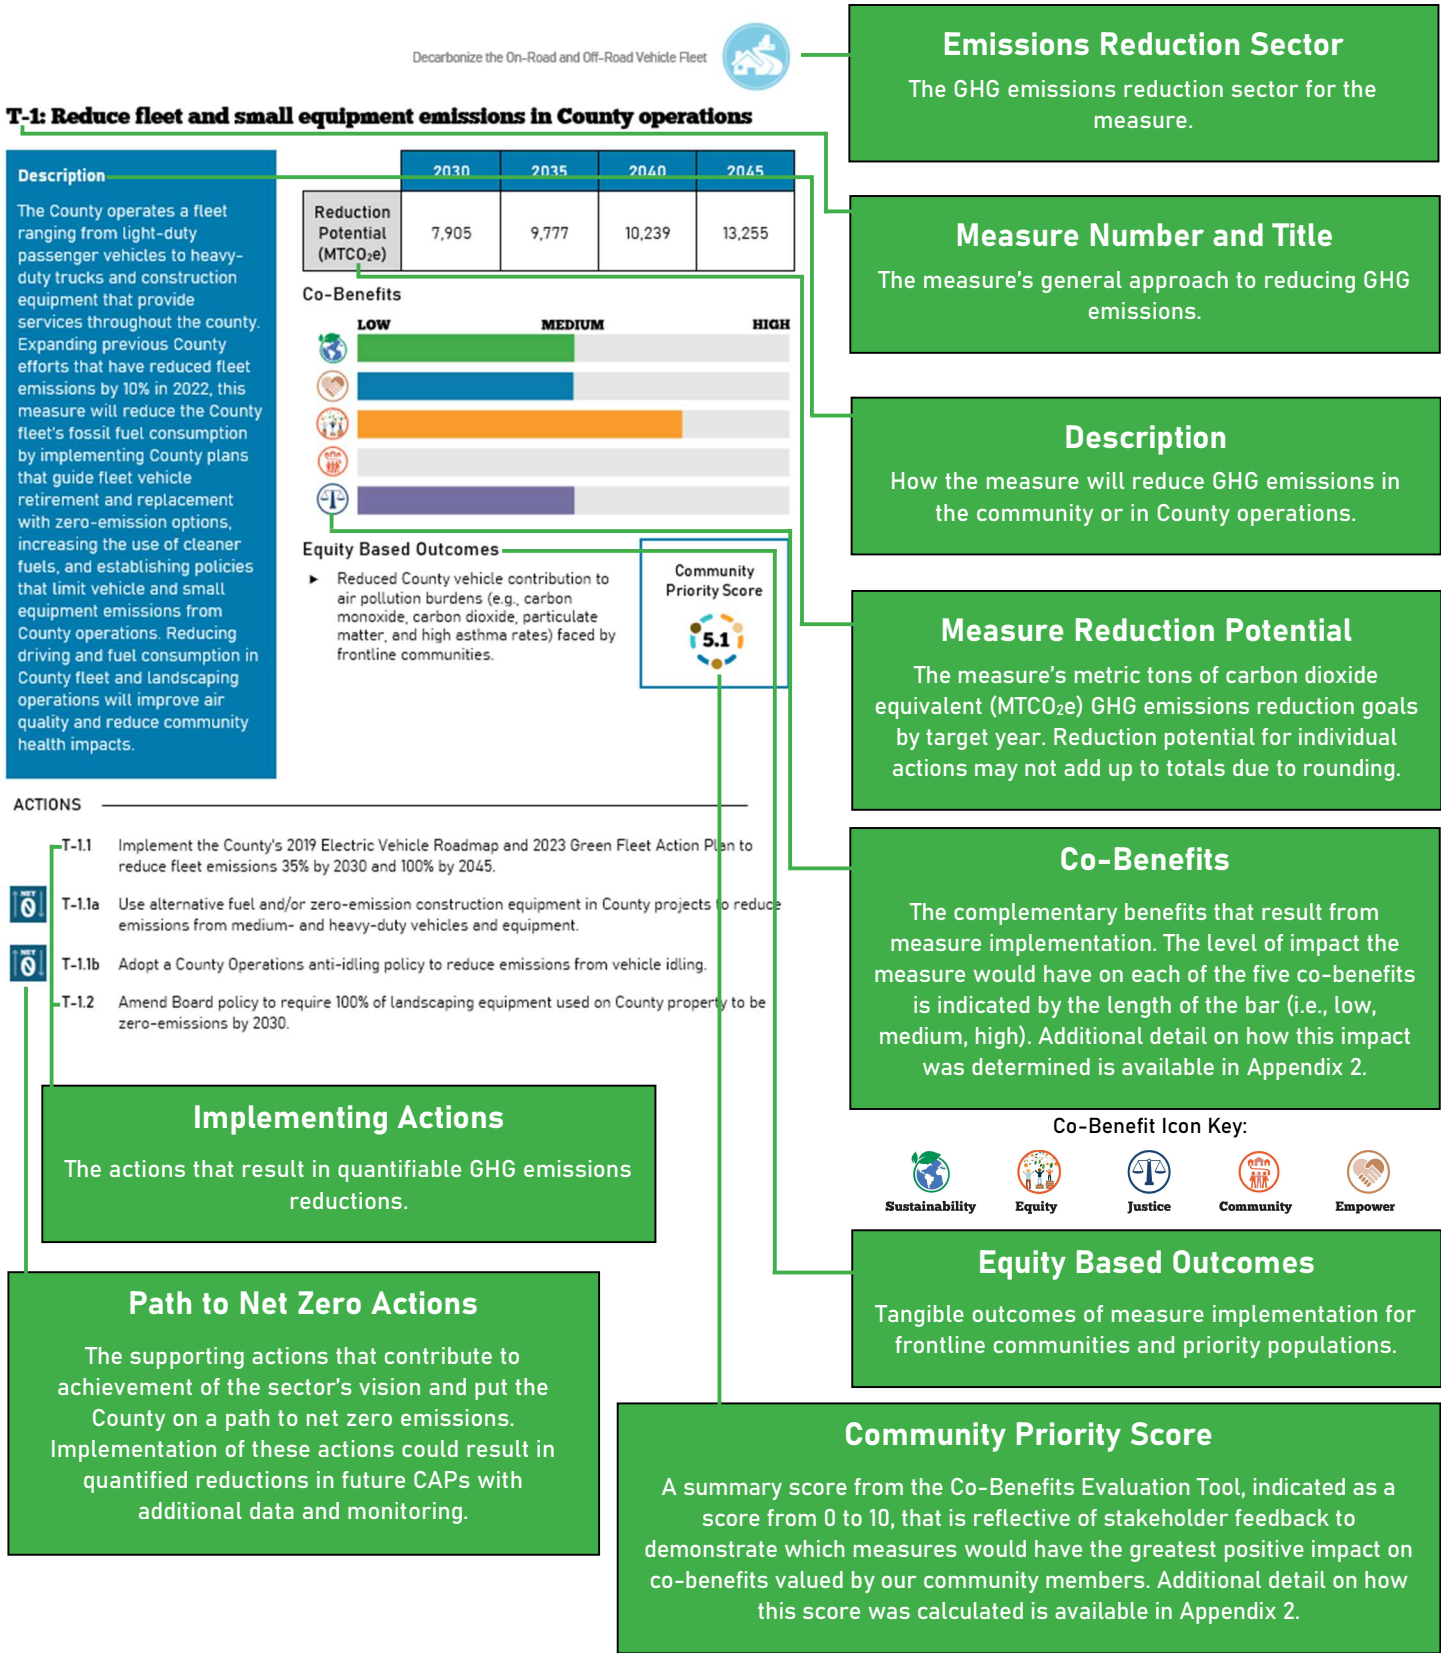 Decarbonize the On-Road and Off-Road Vehicle Fleet
T-1: Reduce fleet and small equipment emissions in County operations
Description
The County operates a fleet
ranging from light-duty
passenger vehicles to heavy-
duty trucks and construction
equipment that provide
services throughout the county.
Expanding previous County
efforts that have reduced fleet
emissions by 10% in 2022, this
measure will reduce the County
fleet's fossil fuel consumption
by implementing County plans
that guide fleet vehicle
retirement and replacement
with zero-emission options,
increasing the use of cleaner
fuels, and establishing policies
that limit vehicle and small
equipment emissions from
County operations. Reducing
driving and fuel consumption in
County fleet and landscaping
operations will improve air
quality and reduce community
health impacts.
2030 2035 2040 2045
Reduction
Potential
(MTCO₂e)
7,905 9,777 10,239 13,255
Co-Benefits
LOW MEDIUM HIGH
Equity Based Outcomes
► Reduced County vehicle contribution to
air pollution burdens (e.g., carbon
monoxide, carbon dioxide, particulate
matter, and high asthma rates) faced by
frontline communities.
Community
Priority Score
5.1
ACTIONS
T-1.1 Implement the County's 2019 Electric Vehicle Roadmap and 2023 Green Fleet Action Plan to
reduce fleet emissions 35% by 2030 and 100% by 2045.
NET
0
T-1.1a Use alternative fuel and/or zero-emission construction equipment in County projects to reduce
emissions from medium- and heavy-duty vehicles and equipment.
NET
0
T-1.1b Adopt a County Operations anti-idling policy to reduce emissions from vehicle idling.
T-1.2 Amend Board policy to require 100% of landscaping equipment used on County property to be
zero-emissions by 2030.
Implementing Actions
The actions that result in quantifiable GHG emissions
reductions.
Path to Net Zero Actions
The supporting actions that contribute to
achievement of the sector's vision and put the
County on a path to net zero emissions.
Implementation of these actions could result in
quantified reductions in future CAPs with
additional data and monitoring.
Emissions Reduction Sector
The GHG emissions reduction sector for the
measure.
Measure Number and Title
The measure's general approach to reducing GHG
emissions.
Description
How the measure will reduce GHG emissions in
the community or in County operations.
Measure Reduction Potential
The measure's metric tons of carbon dioxide
equivalent (MTCO₂e) GHG emissions reduction goals
by target year. Reduction potential for individual
actions may not add up to totals due to rounding.
Co-Benefits
The complementary benefits that result from
measure implementation. The level of impact the
measure would have on each of the five co-benefits
is indicated by the length of the bar (i.e., low,
medium, high). Additional detail on how this impact
was determined is available in Appendix 2.
Co-Benefit Icon Key:
Sustainability Equity Justice Community Empower
Equity Based Outcomes
Tangible outcomes of measure implementation for
frontline communities and priority populations.
Community Priority Score
A summary score from the Co-Benefits Evaluation Tool, indicated as a
score from 0 to 10, that is reflective of stakeholder feedback to
demonstrate which measures would have the greatest positive impact on
co-benefits valued by our community members. Additional detail on how
this score was calculated is available in Appendix 2.